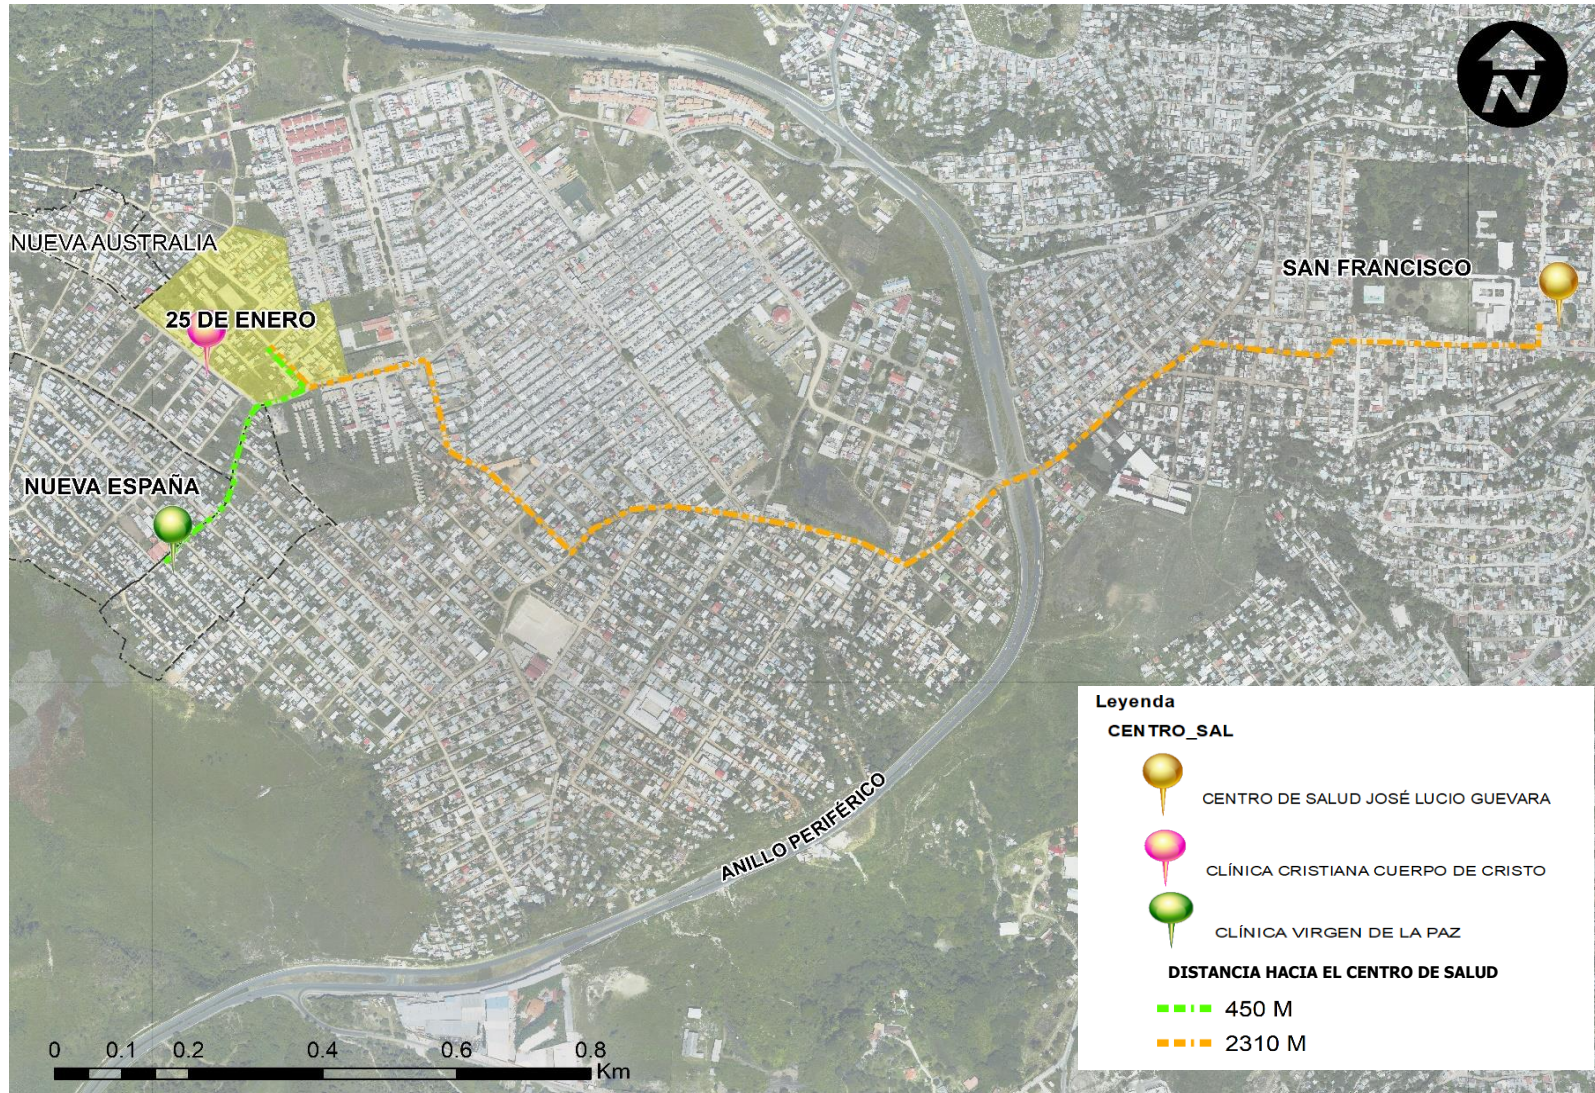 N
NUEVA AUSTRALIA
25 DE ENERO
SAN FRANCISCO
NUEVA ESPAÑA
ANILLO PERIFÉRICO
Leyenda
CENTRO_SAL
CENTRO DE SALUD JOSÉ LUCIO GUEVARA
CLÍNICA CRISTIANA CUERPO DE CRISTO
CLÍNICA VIRGEN DE LA PAZ
DISTANCIA HACIA EL CENTRO DE SALUD
450 M
2310 M
0 0.1 0.2 0.4 0.6 0.8
Km